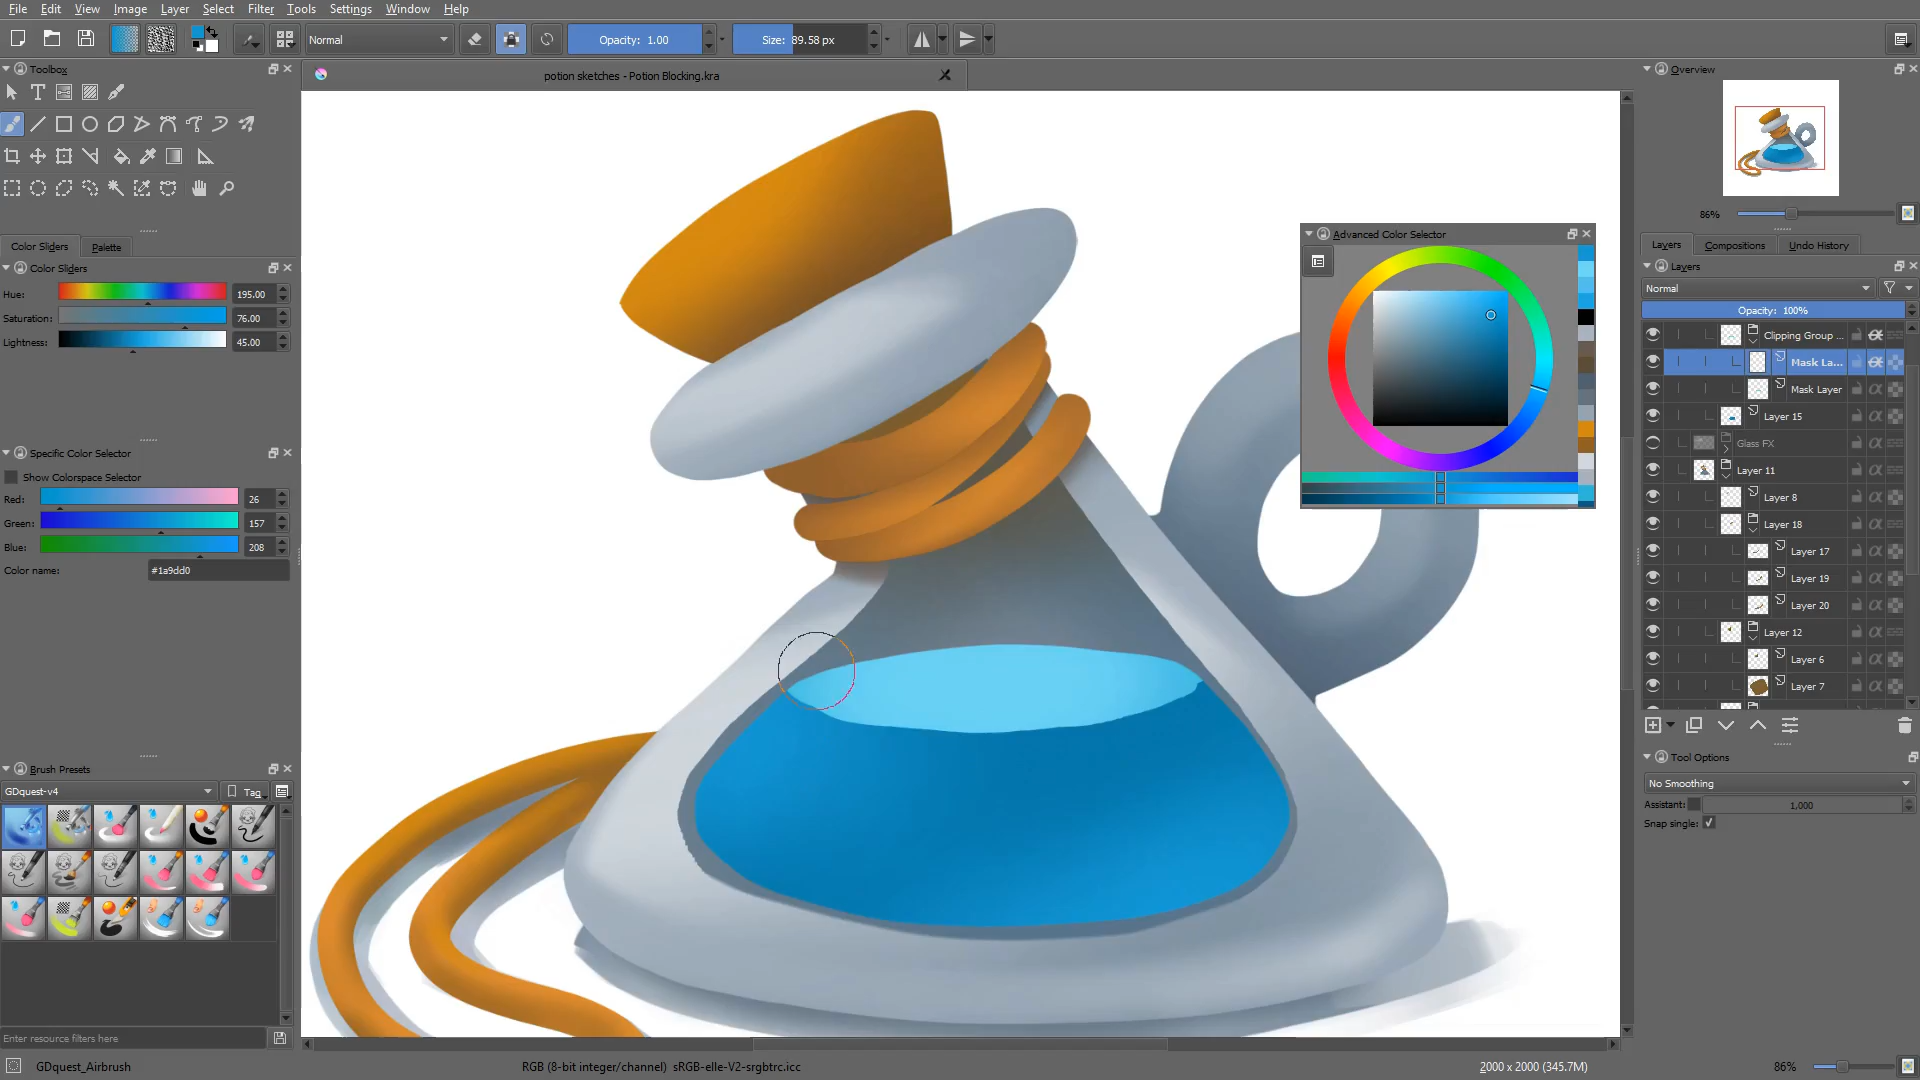 File Edit View Image Layer Select Filter Tools Settings Window Help
Normal Opacity: 1.00 Size: 89.58 px
Toolbox
potion sketches - Potion Blocking.kra
Overview
Color Sliders Palette
Color Sliders
Hue: 195.00
Saturation: 76.00
Lightness: 45.00
Specific Color Selector
Show Colorspace Selector
Red: 26
Green: 157
Blue: 208
Color name: #1a9dd0
Brush Presets
GDquest-v4 Tag
Enter resource filters here
Advanced Color Selector
86%
Layers Compositions Undo History
Layers
Normal
Opacity: 100%
Clipping Group ...
Mask La...
Mask Layer
Layer 15
Glass FX
Layer 11
Layer 8
Layer 18
Layer 17
Layer 19
Layer 20
Layer 12
Layer 6
Layer 7
Tool Options
No Smoothing
Assistant: 1,000
Snap single:
GDquest_Airbrush RGB (8-bit integer/channel) sRGB-elle-V2-srgbtrc.icc 2000 x 2000 (345.7M) 86%